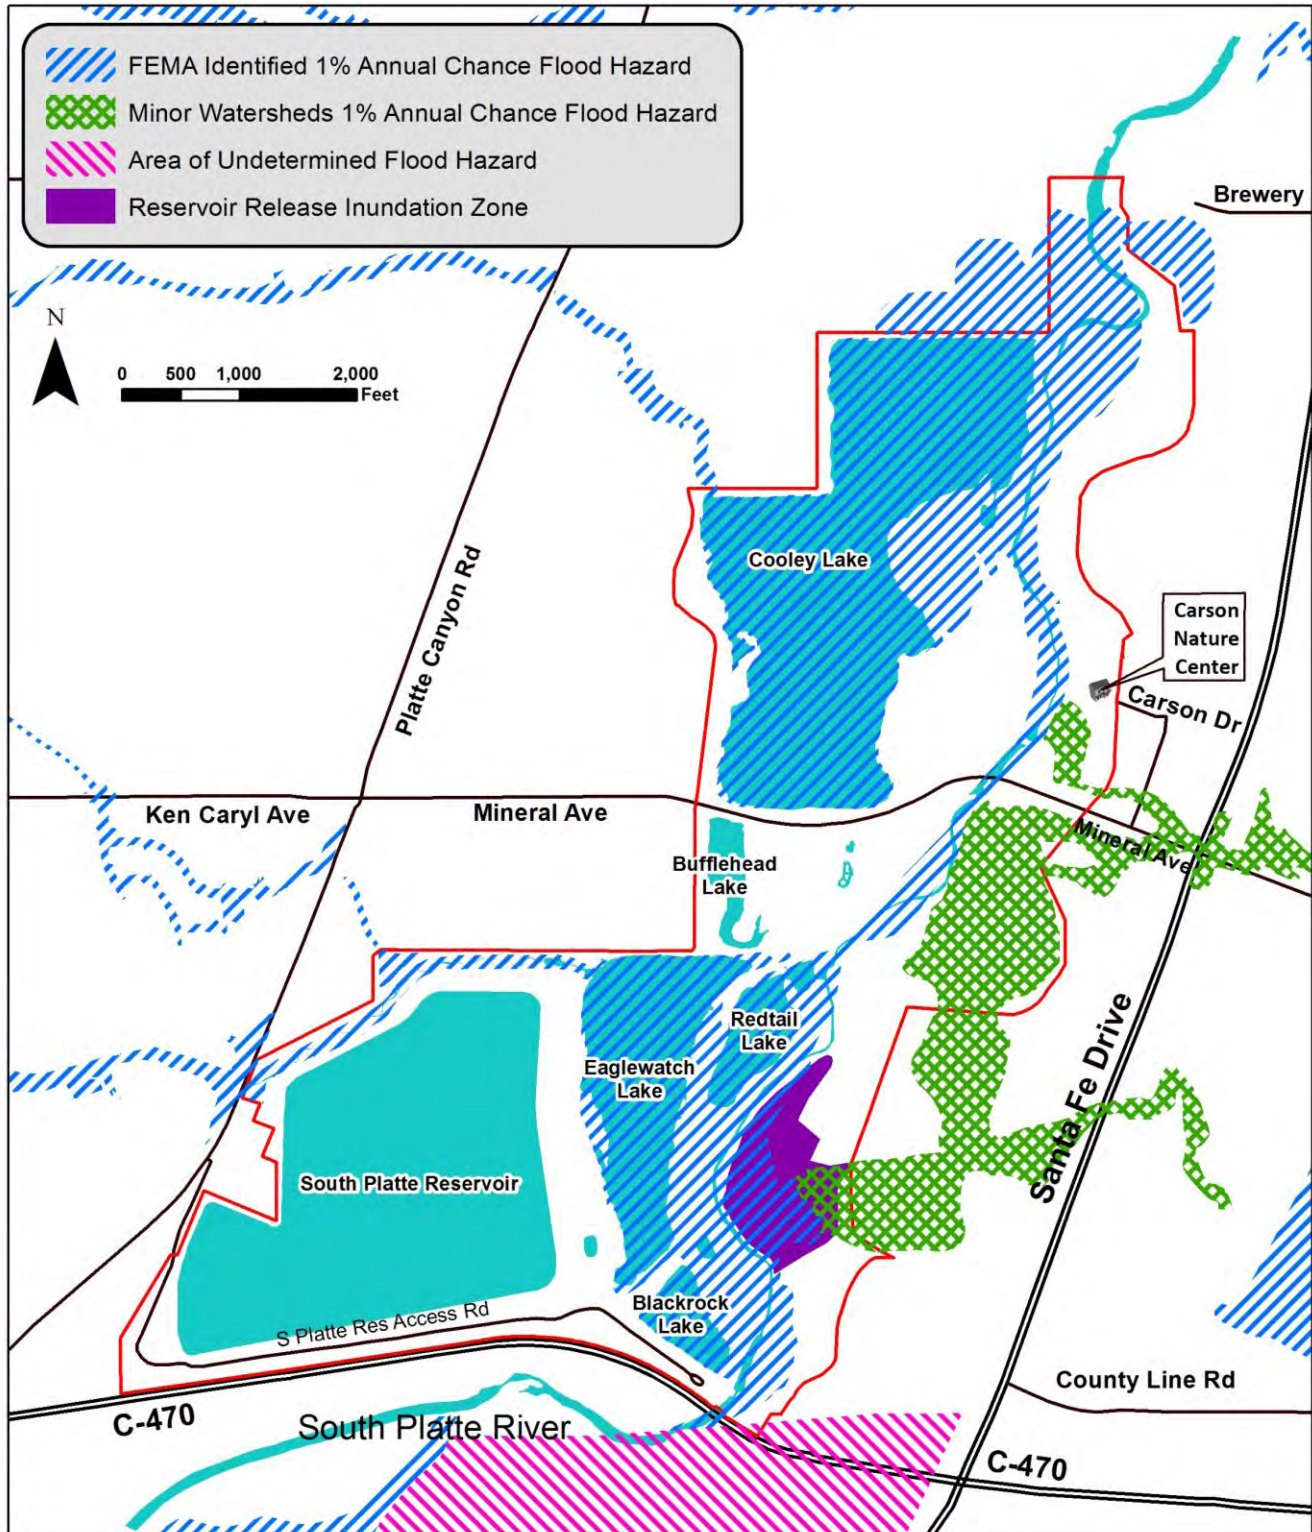 FEMA Identified 1% Annual Chance Flood Hazard
Minor Watersheds 1% Annual Chance Flood Hazard
Area of Undetermined Flood Hazard
Reservoir Release Inundation Zone
Brewery
N
0 500 1,000 2,000
Feet
Platte Canyon Rd
Cooley Lake
Carson
Nature
Center
Carson Dr
Ken Caryl Ave
Mineral Ave
Mineral Ave
Bufflehead
Lake
Redtail
Lake
Eaglewatch
Lake
Santa Fe Drive
South Platte Reservoir
Blackrock
Lake
S Platte Res Access Rd
County Line Rd
C-470
South Platte River
C-470